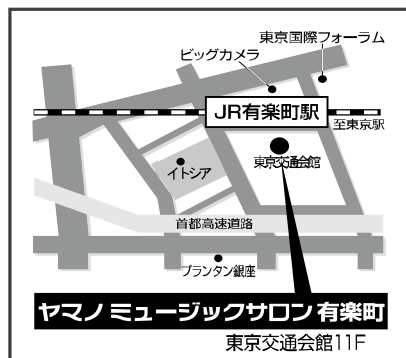 東京国際フォーラム
ビッグカメラ
JR有楽町駅
至東京駅
東京交通会館
イトシア
首都高速道路
プランタン銀座
ヤマノ ミュージックサロン 有楽町
東京交通会館11F